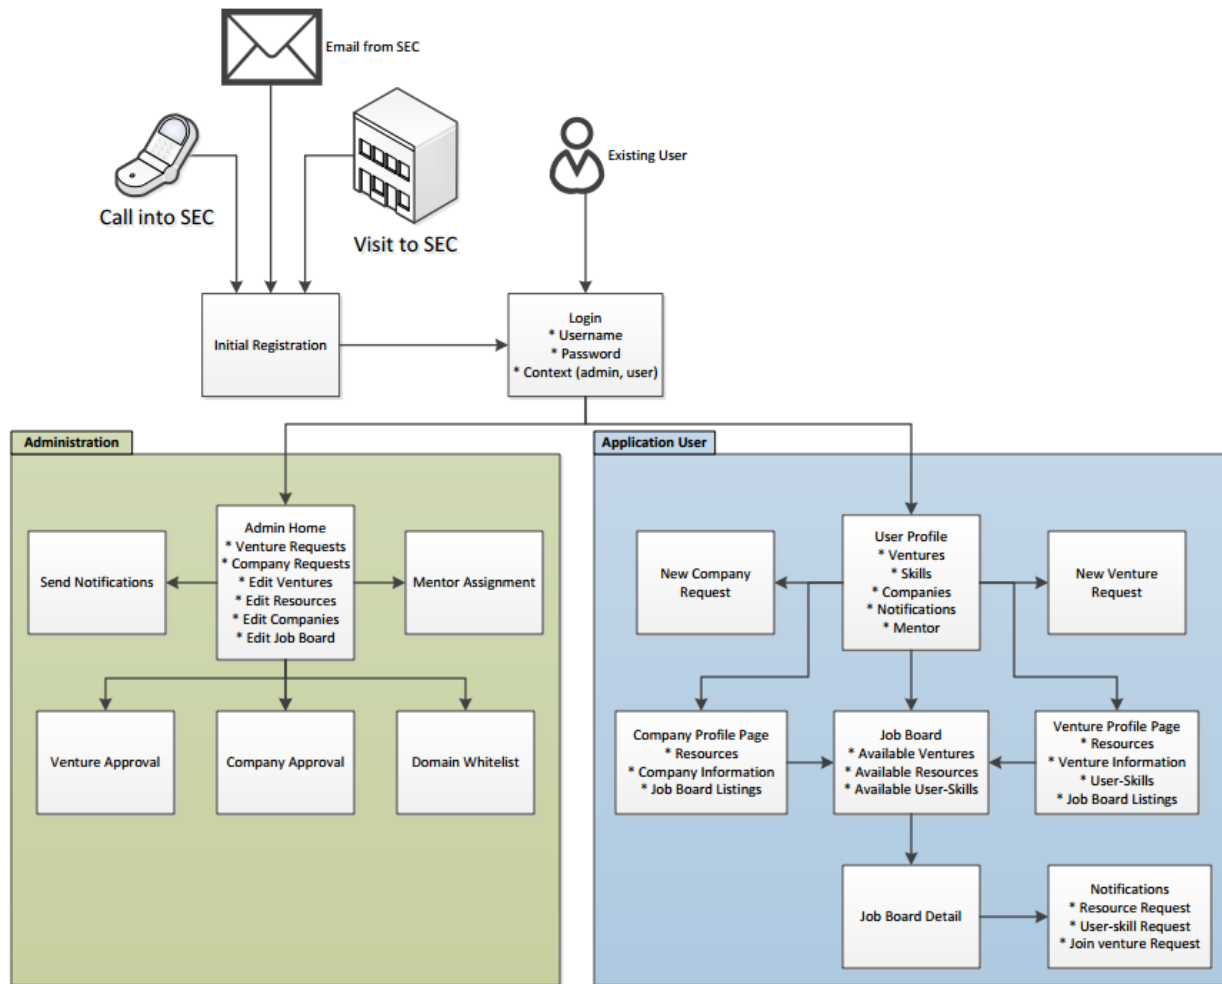 Email from SEC
Call into SEC
Visit to SEC
Existing User
Initial Registration
Login
* Username
* Password
* Context (admin, user)
Administration
Admin Home
* Venture Requests
* Company Requests
* Edit Ventures
* Edit Resources
* Edit Companies
* Edit Job Board
Send Notifications
Mentor Assignment
Venture Approval
Company Approval
Domain Whitelist
Application User
User Profile
* Ventures
* Skills
* Companies
* Notifications
* Mentor
New Company
Request
New Venture
Request
Company Profile Page
* Resources
* Company Information
* Job Board Listings
Job Board
* Available Ventures
* Available Resources
* Available User-Skills
Venture Profile Page
* Resources
* Venture Information
* User-Skills
* Job Board Listings
Job Board Detail
Notifications
* Resource Request
* User-skill Request
* Join venture Request